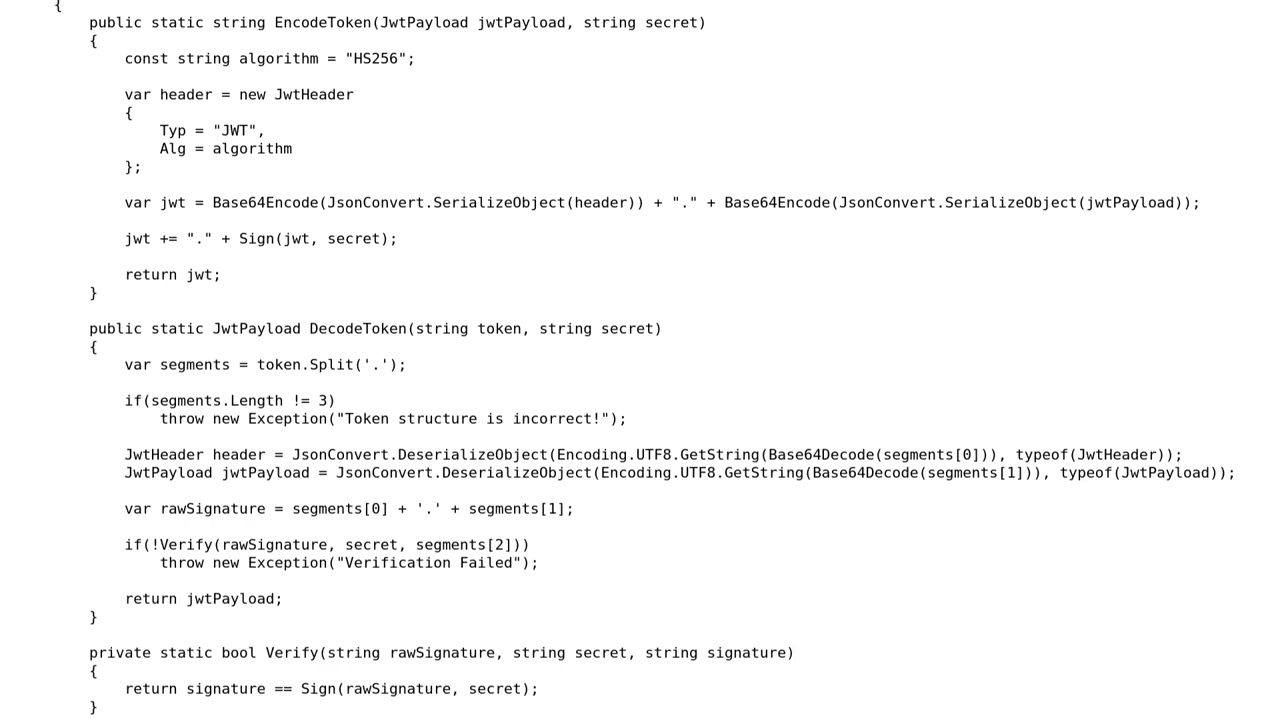 {
    public static string EncodeToken(JwtPayload jwtPayload, string secret)
    {
        const string algorithm = "HS256";

        var header = new JwtHeader
        {
            Typ = "JWT",
            Alg = algorithm
        };

        var jwt = Base64Encode(JsonConvert.SerializeObject(header)) + "." + Base64Encode(JsonConvert.SerializeObject(jwtPayload));

        jwt += "." + Sign(jwt, secret);

        return jwt;
    }

    public static JwtPayload DecodeToken(string token, string secret)
    {
        var segments = token.Split('.');

        if(segments.Length != 3)
            throw new Exception("Token structure is incorrect!");

        JwtHeader header = JsonConvert.DeserializeObject(Encoding.UTF8.GetString(Base64Decode(segments[0])), typeof(JwtHeader));
        JwtPayload jwtPayload = JsonConvert.DeserializeObject(Encoding.UTF8.GetString(Base64Decode(segments[1])), typeof(JwtPayload));

        var rawSignature = segments[0] + '.' + segments[1];

        if(!Verify(rawSignature, secret, segments[2]))
            throw new Exception("Verification Failed");

        return jwtPayload;
    }

    private static bool Verify(string rawSignature, string secret, string signature)
    {
        return signature == Sign(rawSignature, secret);
    }